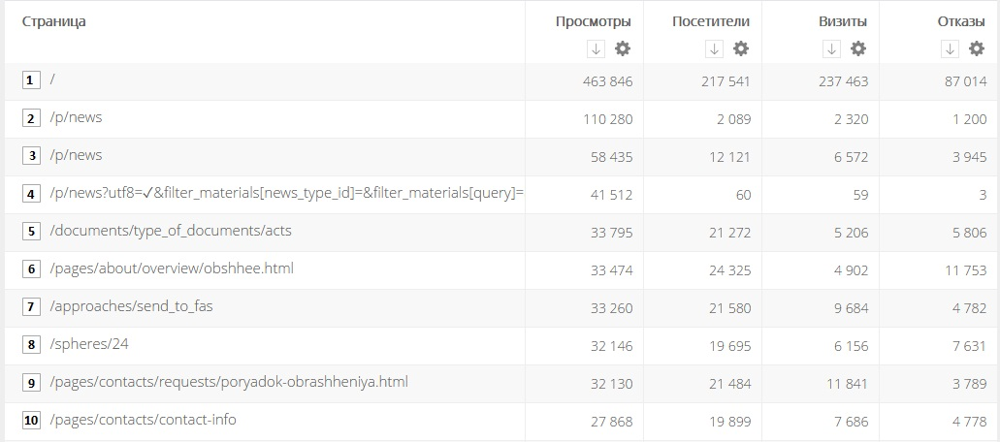 Страница Просмотры Посетители Визиты Отказы
1 / 463 846 217 541 237 463 87 014
2 /p/news 110 280 2 089 2 320 1 200
3 /p/news 58 435 12 121 6 572 3 945
4 /p/news?utf8=✓&filter_materials[news_type_id]=&filter_materials[query]= 41 512 60 59 3
5 /documents/type_of_documents/acts 33 795 21 272 5 206 5 806
6 /pages/about/overview/obshhee.html 33 474 24 325 4 902 11 753
7 /approaches/send_to_fas 33 260 21 580 9 684 4 782
8 /spheres/24 32 146 19 695 6 156 7 631
9 /pages/contacts/requests/poryadok-obrashheniya.html 32 130 21 484 11 841 3 789
10 /pages/contacts/contact-info 27 868 19 899 7 686 4 778